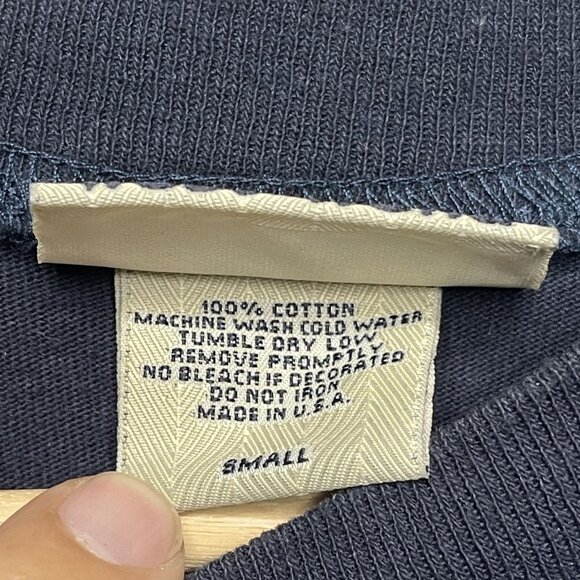 100% COTTON
MACHINE WASH COLD WATER
TUMBLE DRY LOW
REMOVE PROMPTLY
NO BLEACH IF DECORATED
DO NOT IRON
MADE IN U.S.A.
SMALL